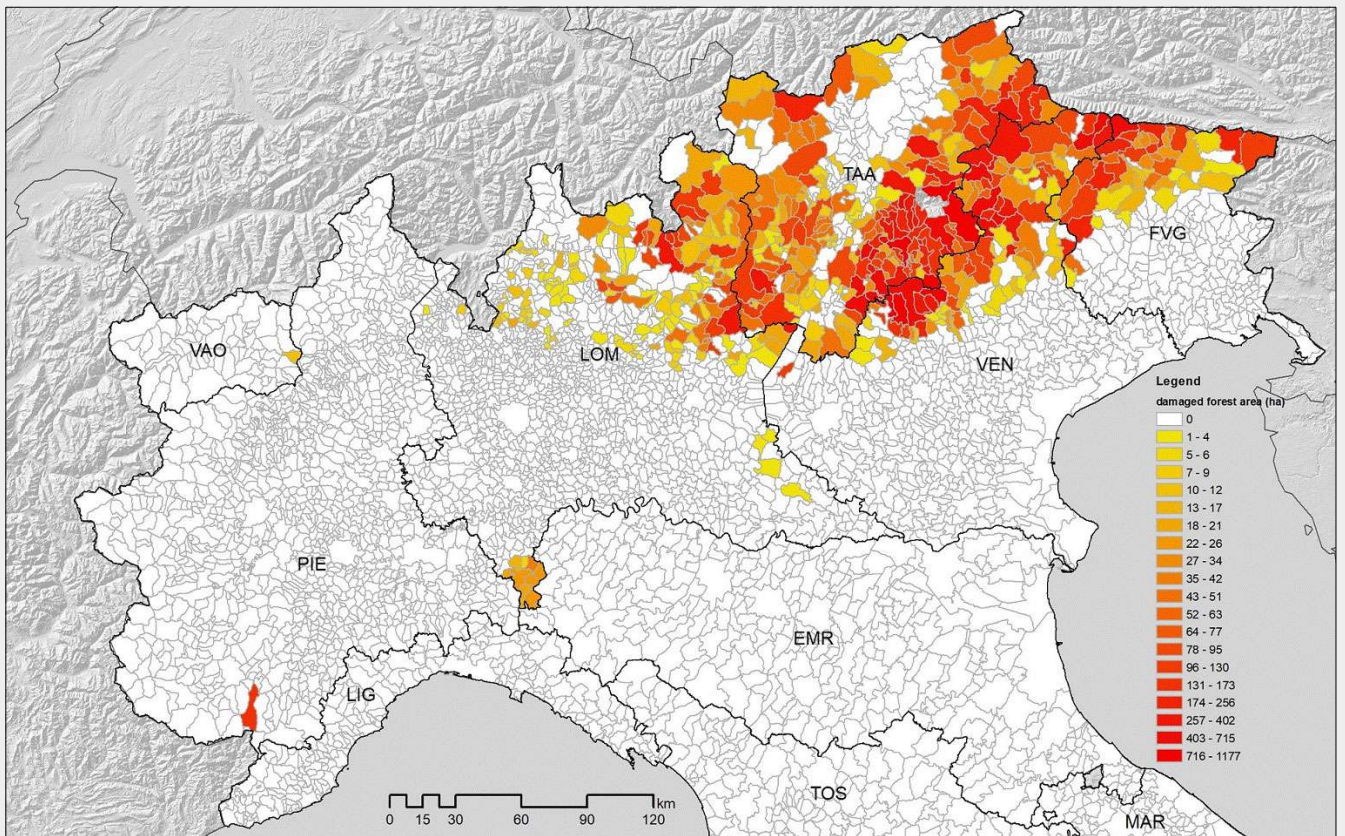 TAA
FVG
VAO
LOM
VEN
Legend
damaged forest area (ha)
0
1 - 4
5 - 6
7 - 9
10 - 12
13 - 17
18 - 21
22 - 26
27 - 34
35 - 42
43 - 51
52 - 63
64 - 77
78 - 95
96 - 130
131 - 173
174 - 256
257 - 402
403 - 715
716 - 1177
PIE
EMR
LIG
km
0 15 30 60 90 120
TOS
MAR